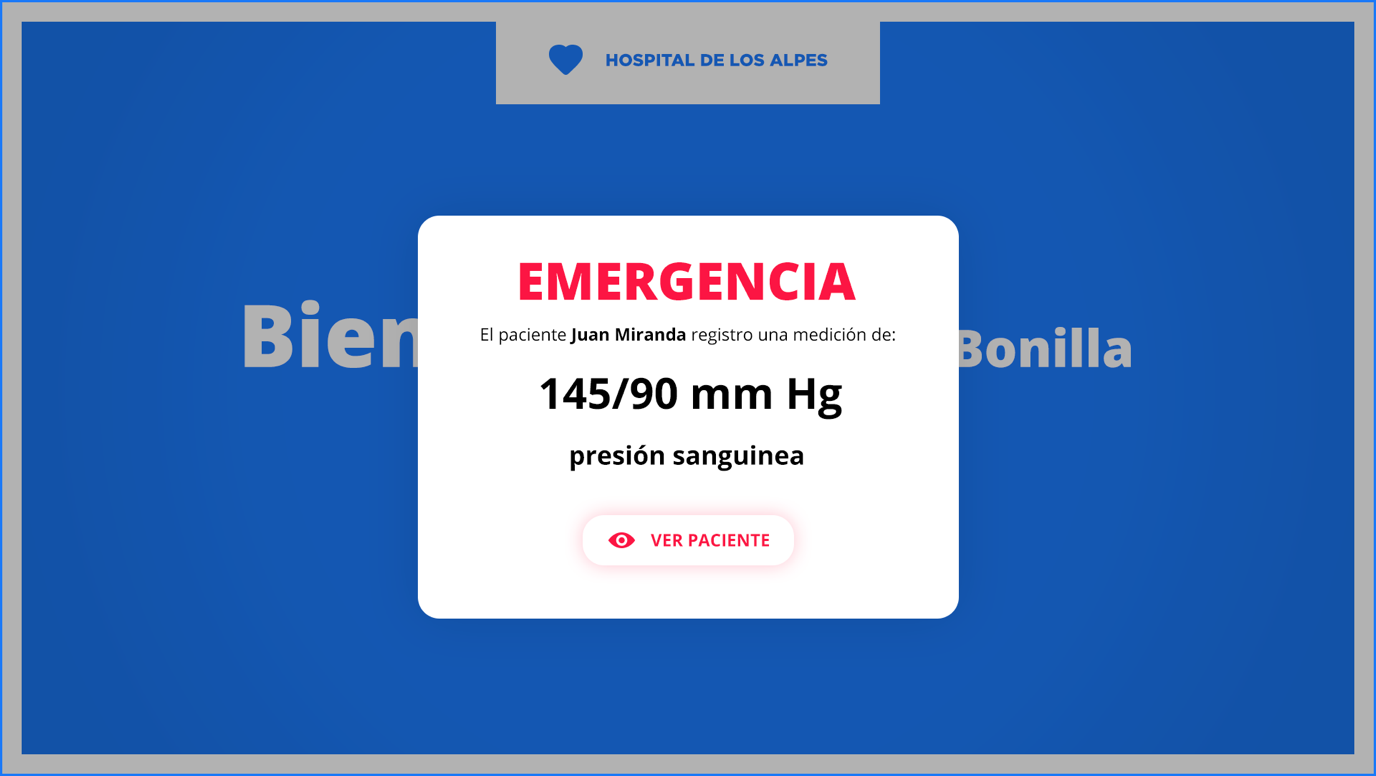 HOSPITAL DE LOS ALPES
EMERGENCIA
El paciente Juan Miranda registro una medición de:
Bien
Bonilla
145/90 mm Hg
presión sanguinea
VER PACIENTE